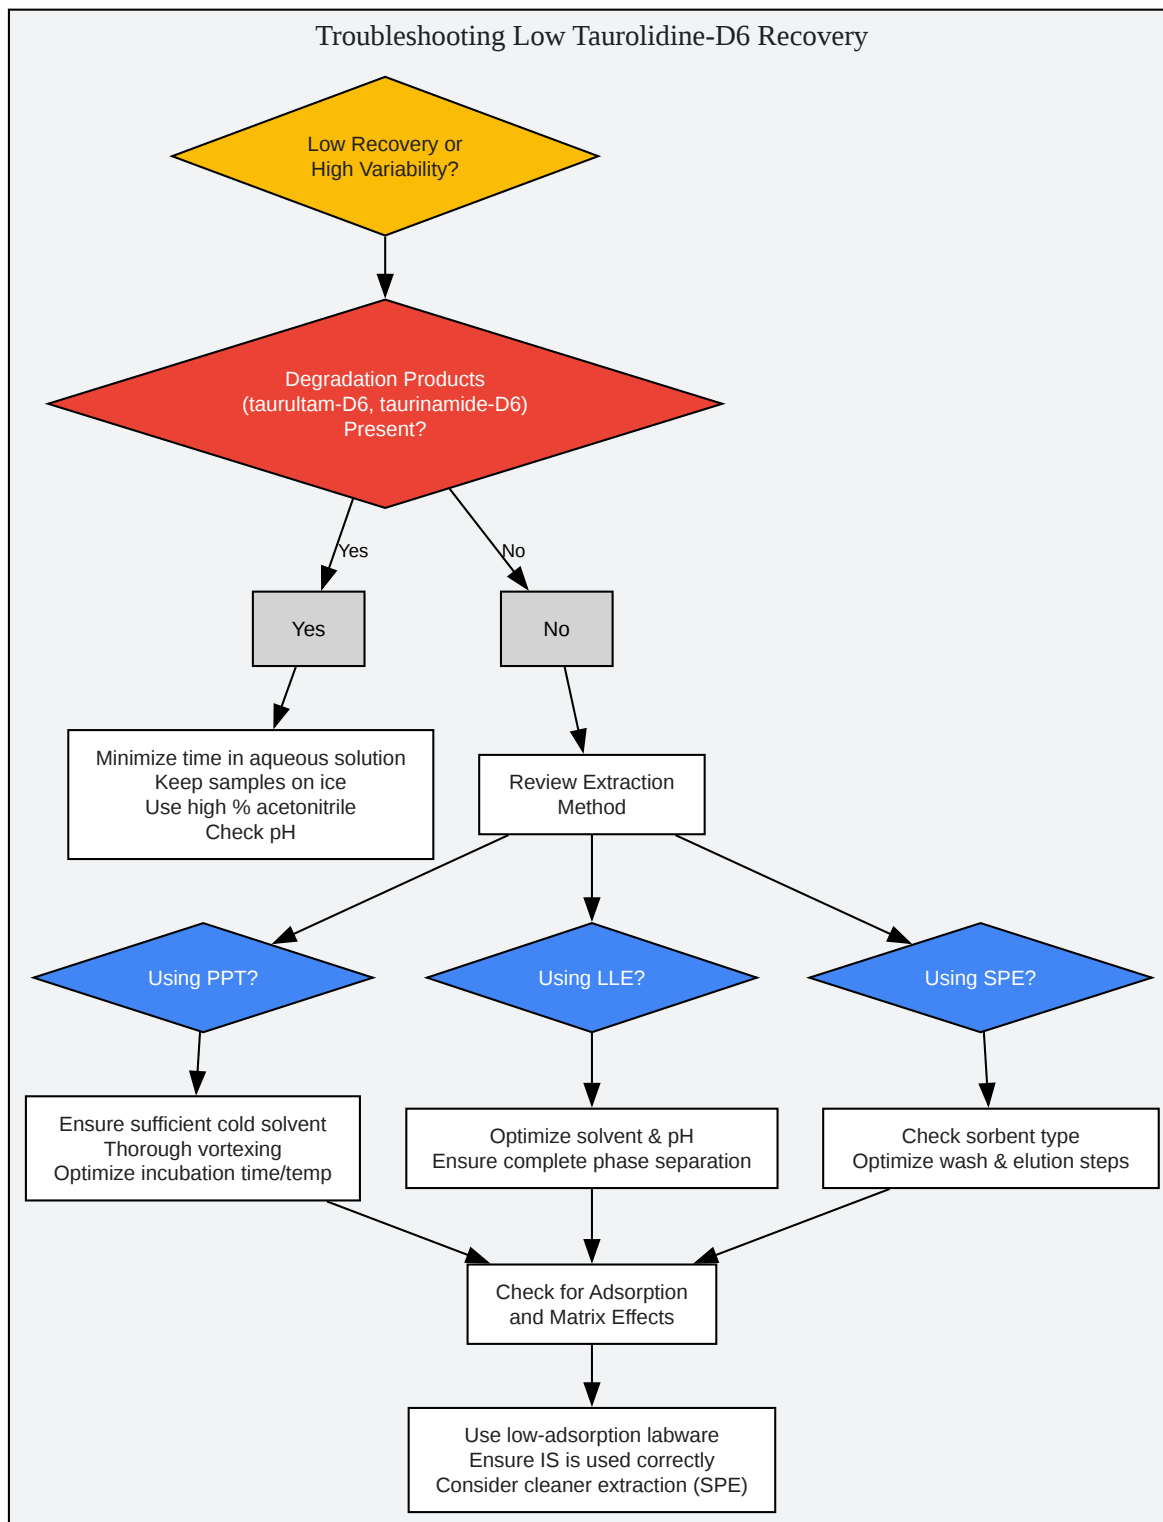 Troubleshooting Low Taurolidine-D6 Recovery
Low Recovery or
High Variability?
Degradation Products
(taurultam-D6, taurinamide-D6)
Present?
Yes
No
Yes
No
Minimize time in aqueous solution
Keep samples on ice
Use high % acetonitrile
Check pH
Review Extraction
Method
Using PPT?
Using LLE?
Using SPE?
Ensure sufficient cold solvent
Thorough vortexing
Optimize incubation time/temp
Optimize solvent & pH
Ensure complete phase separation
Check sorbent type
Optimize wash & elution steps
Check for Adsorption
and Matrix Effects
Use low-adsorption labware
Ensure IS is used correctly
Consider cleaner extraction (SPE)